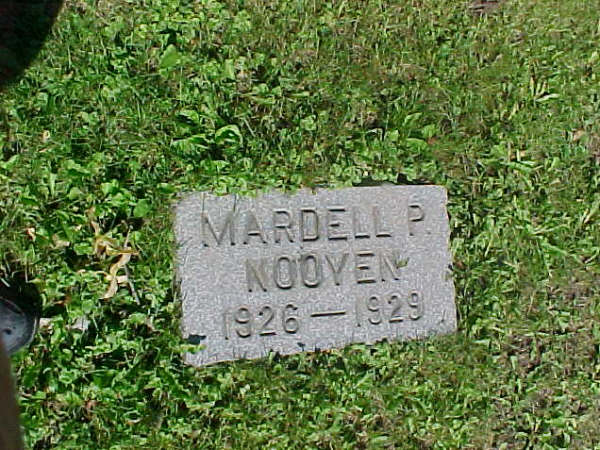 MARDELL P.
NOOYEN
1926 — 1929